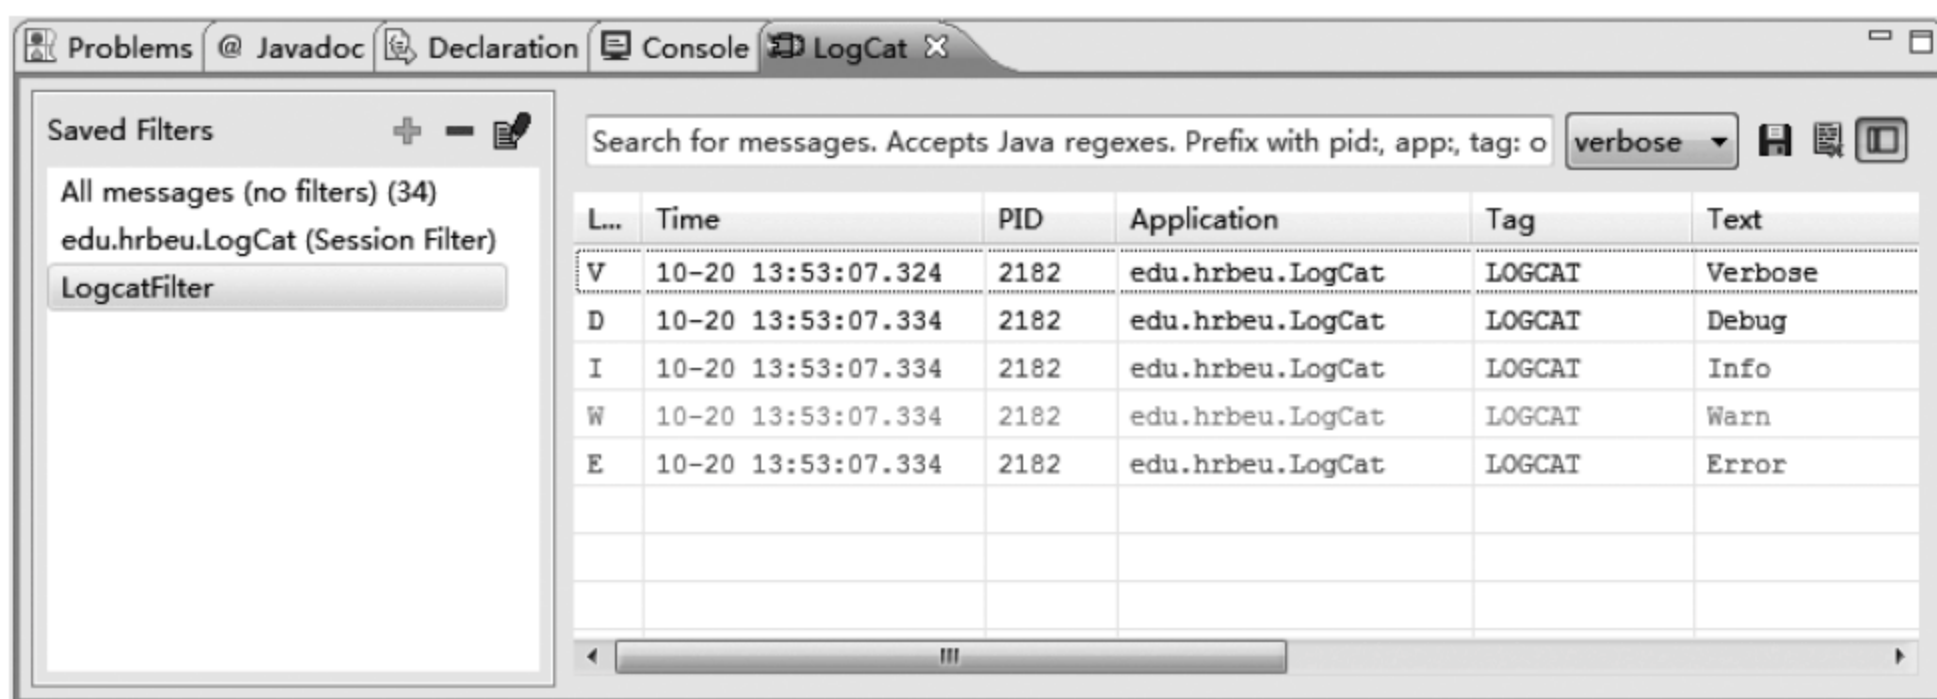 Problems @ Javadoc Declaration Console LogCat
Saved Filters
All messages (no filters) (34)
edu.hrbeu.LogCat (Session Filter)
LogcatFilter
Search for messages. Accepts Java regexes. Prefix with pid:, app:, tag: o verbose
L... Time PID Application Tag Text
V 10-20 13:53:07.324 2182 edu.hrbeu.LogCat LOGCAT Verbose
D 10-20 13:53:07.334 2182 edu.hrbeu.LogCat LOGCAT Debug
I 10-20 13:53:07.334 2182 edu.hrbeu.LogCat LOGCAT Info
W 10-20 13:53:07.334 2182 edu.hrbeu.LogCat LOGCAT Warn
E 10-20 13:53:07.334 2182 edu.hrbeu.LogCat LOGCAT Error